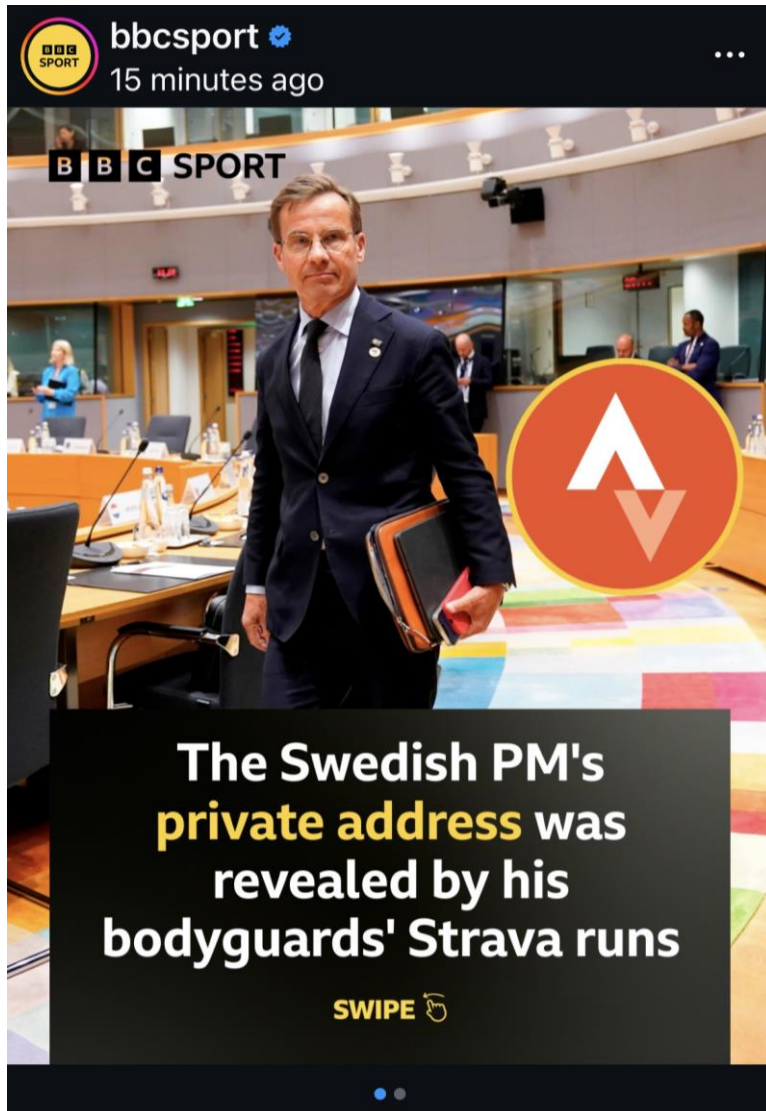 bbcsport
15 minutes ago
BBC SPORT
BBC SPORT
The Swedish PM's
private address was
revealed by his
bodyguards' Strava runs
SWIPE